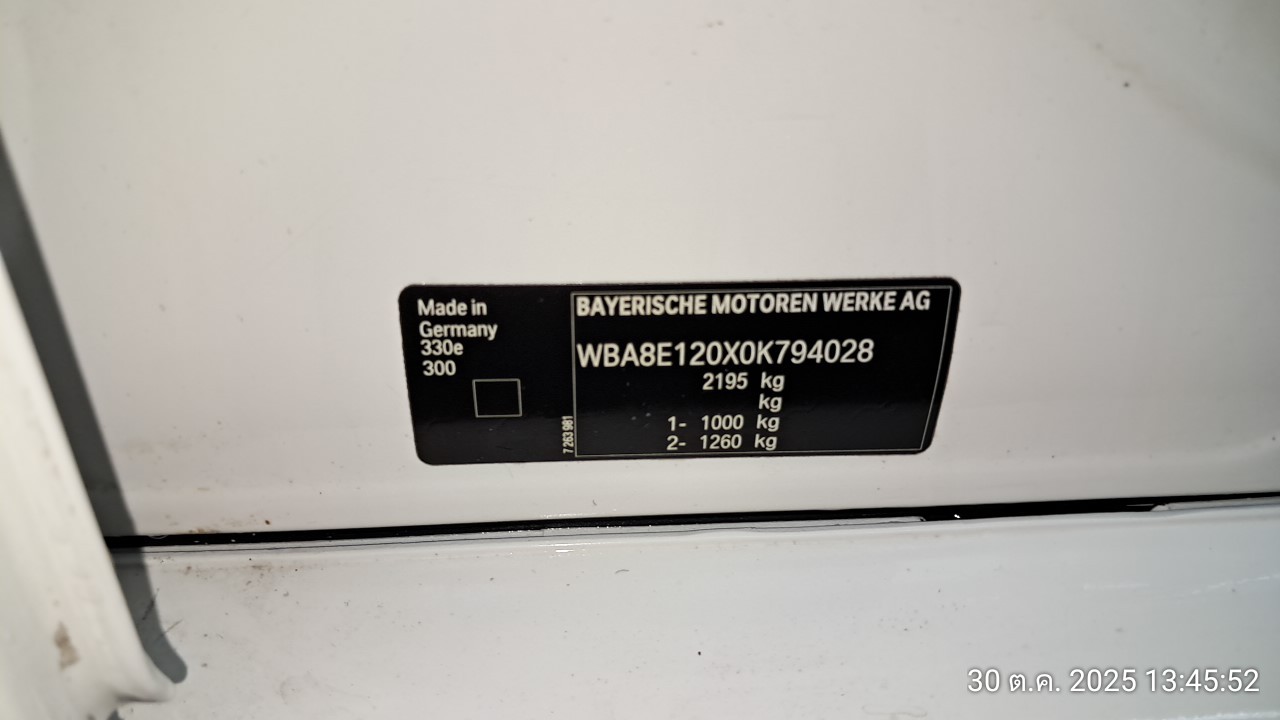 Made in
Germany
330e
300
7 263 981
BAYERISCHE MOTOREN WERKE AG
WBA8E120X0K794028
2195 kg
kg
1- 1000 kg
2- 1260 kg
30 ต.ค. 2025 13:45:52